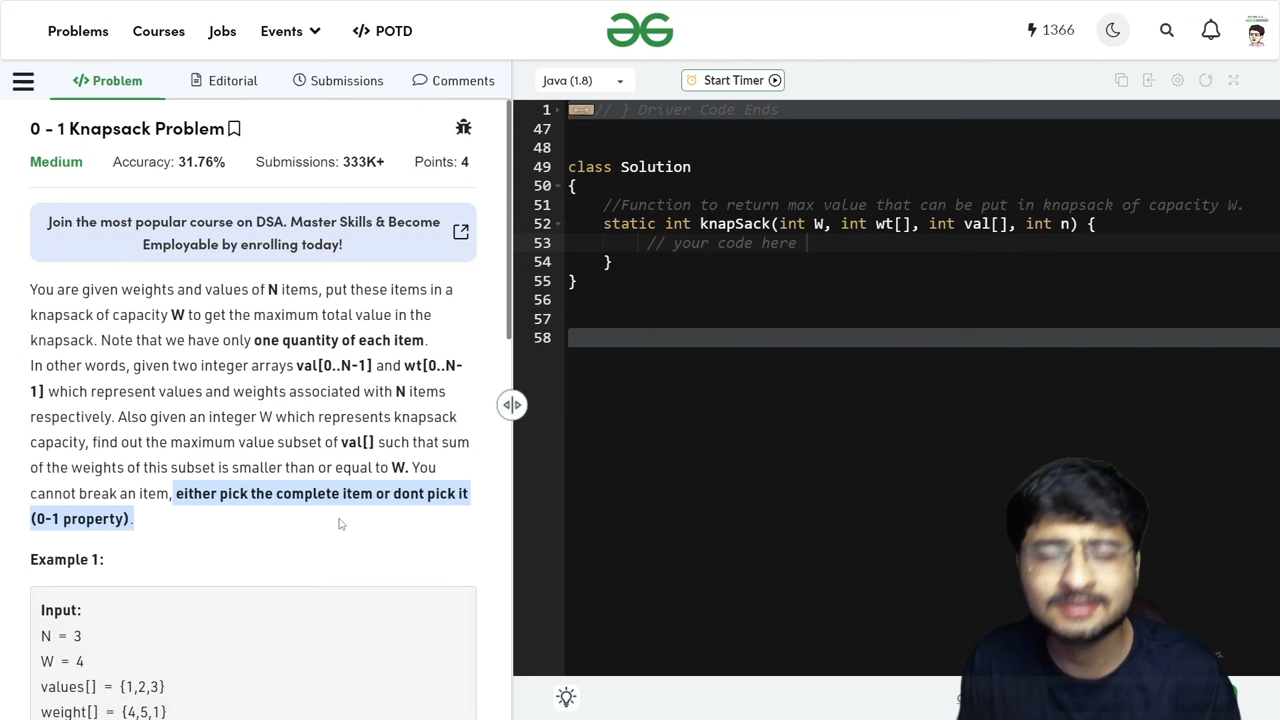 Problems Courses Jobs Events </> POTD 1366
</> Problem Editorial Submissions Comments
0 - 1 Knapsack Problem
Medium Accuracy: 31.76% Submissions: 333K+ Points: 4
Join the most popular course on DSA. Master Skills & Become
Employable by enrolling today!
You are given weights and values of N items, put these items in a
knapsack of capacity W to get the maximum total value in the
knapsack. Note that we have only one quantity of each item.
In other words, given two integer arrays val[0..N-1] and wt[0..N-
1] which represent values and weights associated with N items
respectively. Also given an integer W which represents knapsack
capacity, find out the maximum value subset of val[] such that sum
of the weights of this subset is smaller than or equal to W. You
cannot break an item, either pick the complete item or dont pick it
(0-1 property).
Example 1:
Input:
N = 3
W = 4
values[] = {1,2,3}
weight[] = {4,5,1}
Java (1.8) Start Timer
1 // } Driver Code Ends
47
48
49 class Solution
50 {
51 //Function to return max value that can be put in knapsack of capacity W.
52 static int knapSack(int W, int wt[], int val[], int n) {
53 // your code here
54 }
55 }
56
57
58